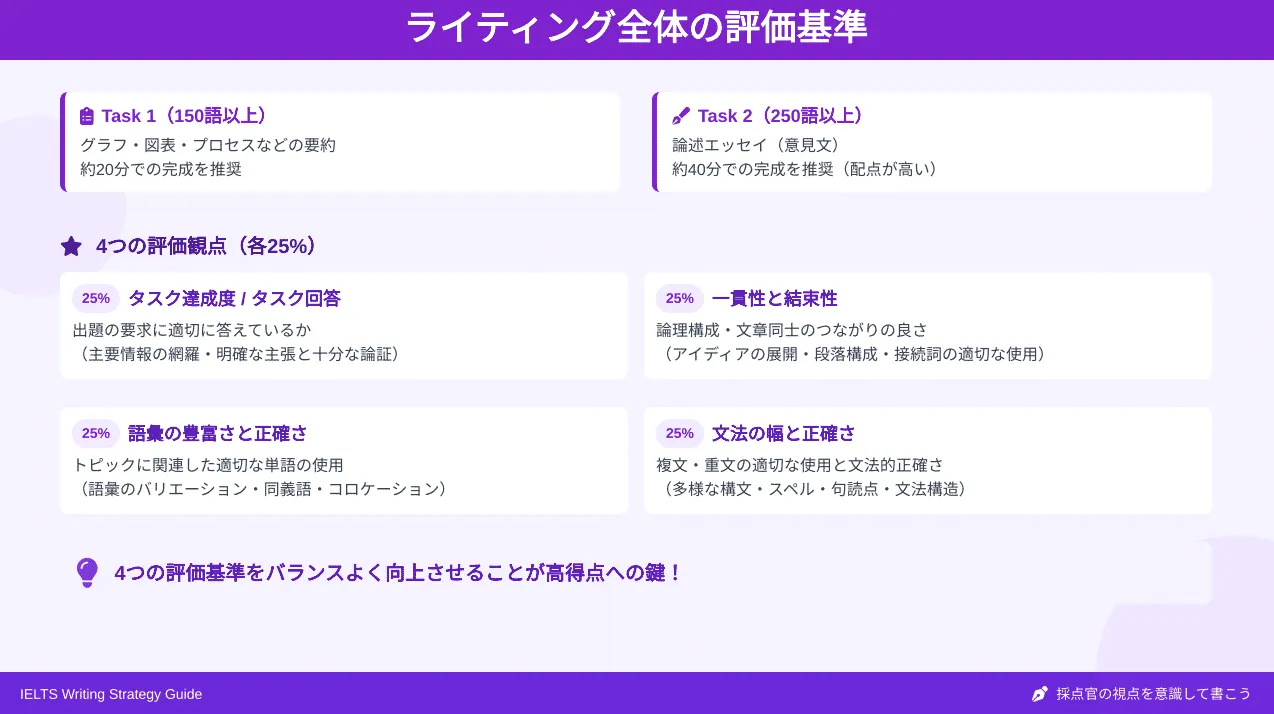 ライティング全体の評価基準
Task 1（150語以上）
グラフ・図表・プロセスなどの要約
約20分での完成を推奨
Task 2（250語以上）
論述エッセイ（意見文）
約40分での完成を推奨（配点が高い）
4つの評価観点（各25%）
25% タスク達成度 / タスク回答
出題の要求に適切に答えているか
（主要情報の網羅・明確な主張と十分な論証）
25% 一貫性と結束性
論理構成・文章同士のつながりの良さ
（アイディアの展開・段落構成・接続詞の適切な使用）
25% 語彙の豊富さと正確さ
トピックに関連した適切な単語の使用
（語彙のバリエーション・同義語・コロケーション）
25% 文法の幅と正確さ
複文・重文の適切な使用と文法的正確さ
（多様な構文・スペル・句読点・文法構造）
4つの評価基準をバランスよく向上させることが高得点への鍵！
IELTS Writing Strategy Guide
採点官の視点を意識して書こう